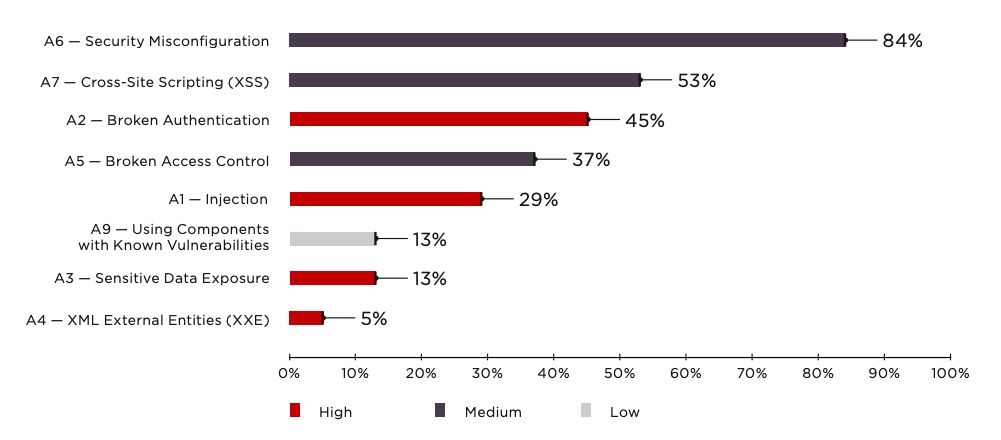 A6 — Security Misconfiguration 84%
A7 — Cross-Site Scripting (XSS) 53%
A2 — Broken Authentication 45%
A5 — Broken Access Control 37%
A1 — Injection 29%
A9 — Using Components
with Known Vulnerabilities 13%
A3 — Sensitive Data Exposure 13%
A4 — XML External Entities (XXE) 5%
0% 10% 20% 30% 40% 50% 60% 70% 80% 90% 100%
High Medium Low